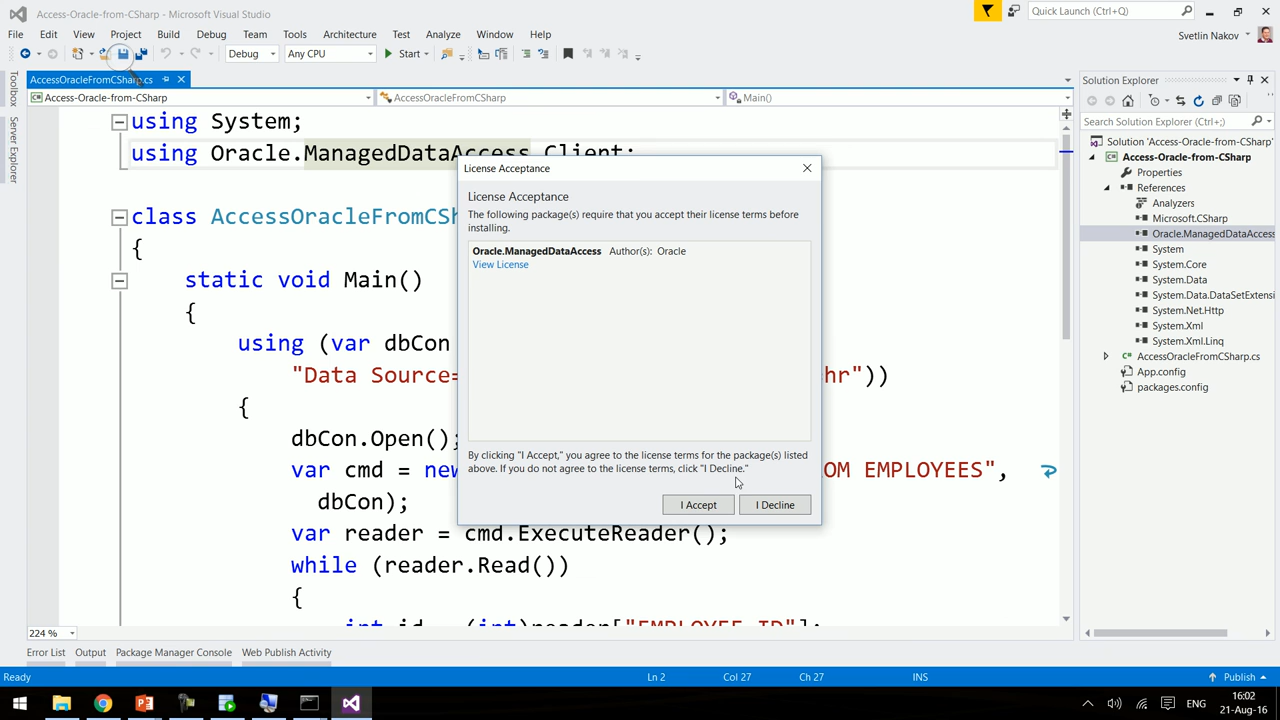 Access-Oracle-from-CSharp - Microsoft Visual Studio
Quick Launch (Ctrl+Q)
File Edit View Project Build Debug Team Tools Architecture Test Analyze Window Help
Svetlin Nakov
Debug Any CPU Start
Toolbox
Server Explorer
AccessOracleFromCSharp.cs
Access-Oracle-from-CSharp AccessOracleFromCSharp Main()
using System;
using Oracle.ManagedDataAccess.Client;
class AccessOracleFromCSh
{
static void Main()
{
using (var dbCon
"Data Source= hr"))
{
dbCon.Open();
var cmd = new OM EMPLOYEES",
dbCon);
var reader = cmd.ExecuteReader();
while (reader.Read())
{
int id = (int)reader["EMPLOYEE_ID"];
License Acceptance
License Acceptance
The following package(s) require that you accept their license terms before
installing.
Oracle.ManagedDataAccess Author(s): Oracle
View License
By clicking "I Accept," you agree to the license terms for the package(s) listed
above. If you do not agree to the license terms, click "I Decline."
I Accept I Decline
Solution Explorer
Search Solution Explorer (Ctrl+;)
Solution 'Access-Oracle-from-CSharp'
Access-Oracle-from-CSharp
Properties
References
Analyzers
Microsoft.CSharp
Oracle.ManagedDataAccess
System
System.Core
System.Data
System.Data.DataSetExtensi
System.Net.Http
System.Xml
System.Xml.Linq
AccessOracleFromCSharp.cs
App.config
packages.config
224 %
Error List Output Package Manager Console Web Publish Activity
Ready Ln 2 Col 27 Ch 27 INS Publish
ENG
16:02
21-Aug-16